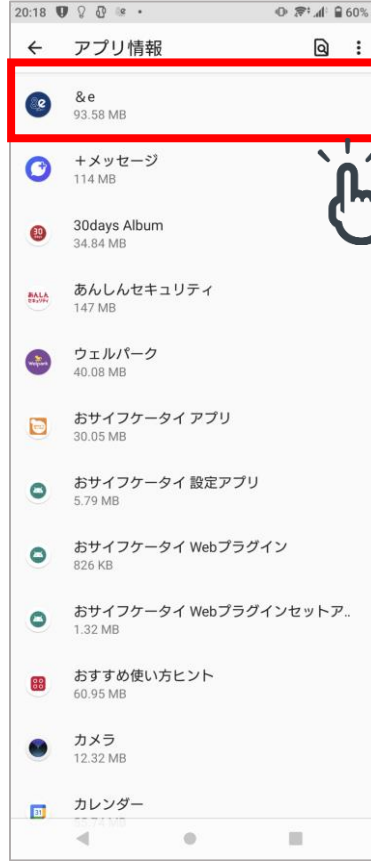 20:18
60%
アプリ情報
&e
&e
93.58 MB
+メッセージ
114 MB
30
days
30days Album
34.84 MB
あんしんセキュリティ
147 MB
Welpark
ウェルパーク
40.08 MB
おサイフケータイ アプリ
30.05 MB
おサイフケータイ 設定アプリ
5.79 MB
おサイフケータイ Webプラグイン
826 KB
おサイフケータイ Webプラグインセットア..
1.32 MB
おすすめ使い方ヒント
60.95 MB
カメラ
12.32 MB
31
カレンダー